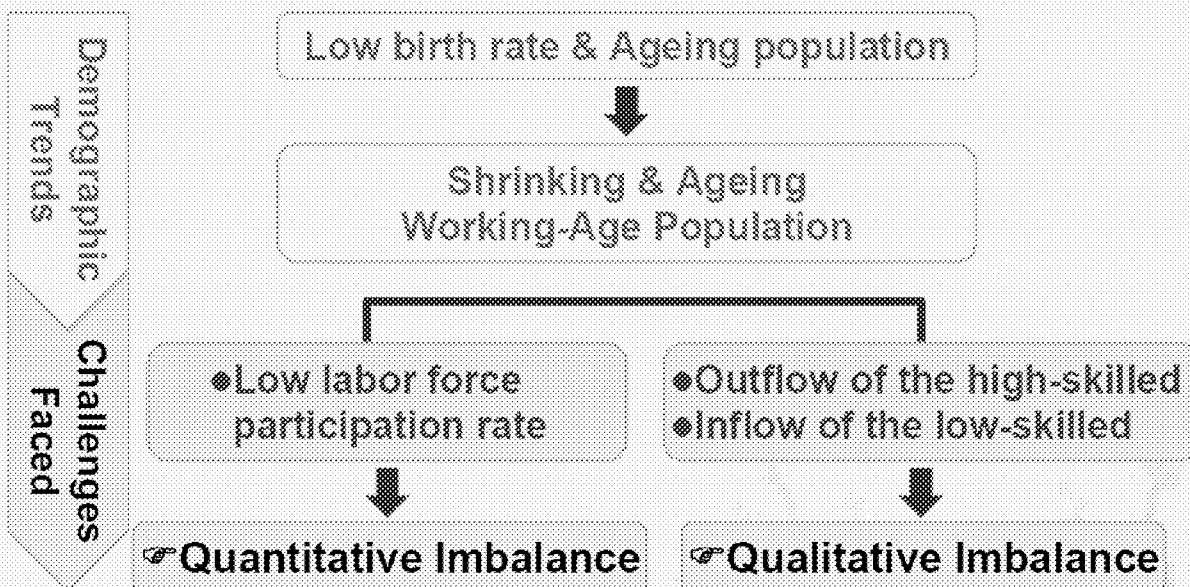 Demographic
Trends
Low birth rate & Ageing population
Shrinking & Ageing
Working-Age Population
Challenges
Faced
●Low labor force
participation rate
●Outflow of the high-skilled
●Inflow of the low-skilled
☞Quantitative Imbalance
☞Qualitative Imbalance